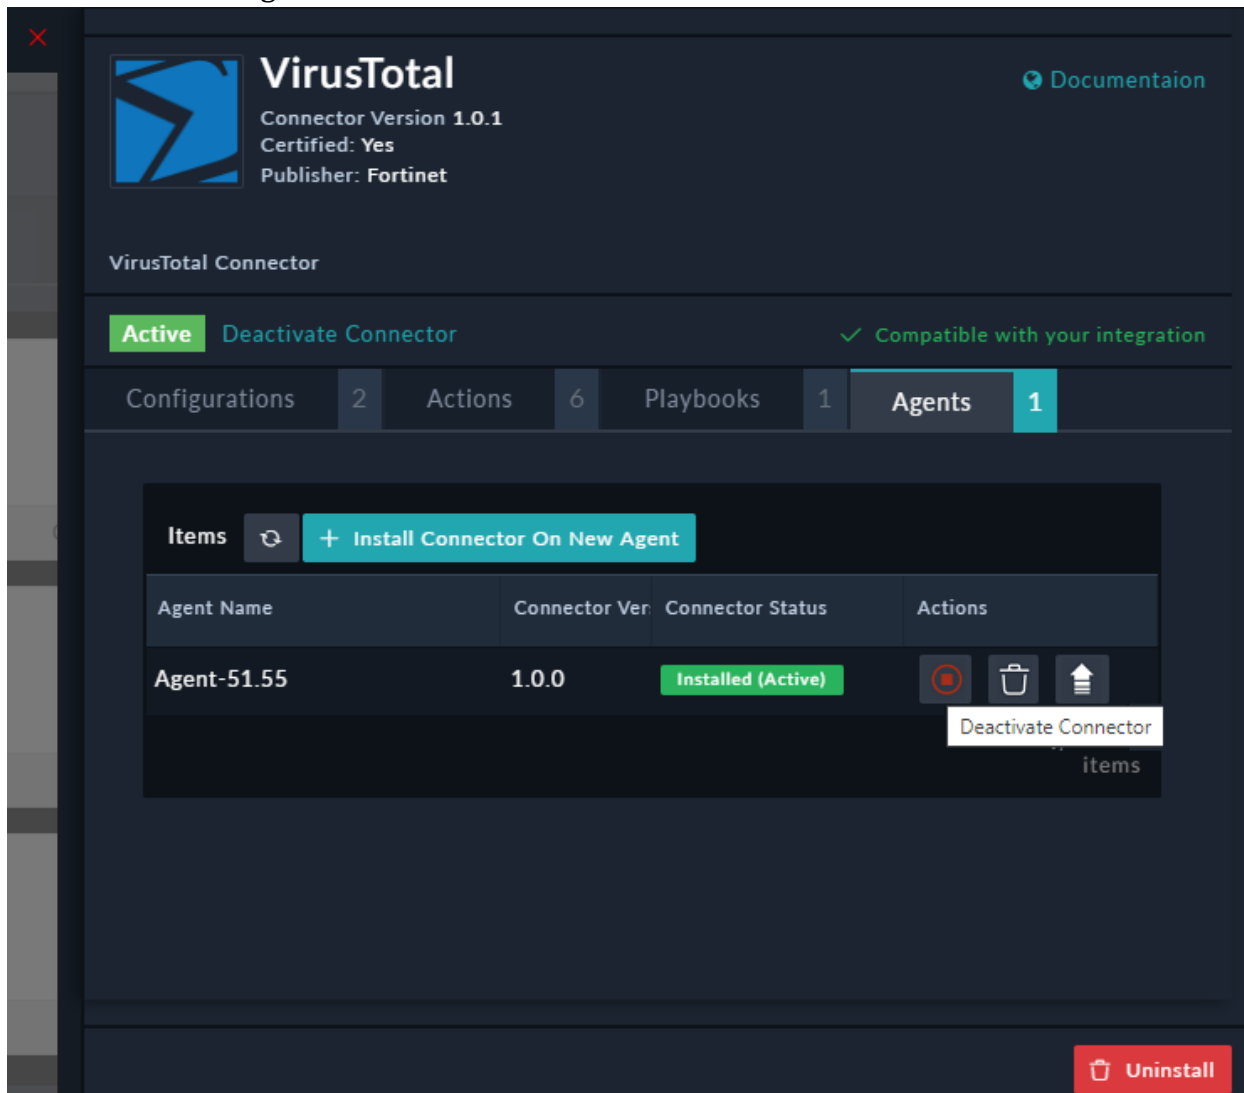 VirusTotal
Documentaion
Connector Version 1.0.1
Certified: Yes
Publisher: Fortinet
VirusTotal Connector
Active Deactivate Connector
Compatible with your integration
Configurations 2 Actions 6 Playbooks 1 Agents 1
Items + Install Connector On New Agent
Agent Name Connector Ver Connector Status Actions
Agent-51.55 1.0.0 Installed (Active)
Deactivate Connector
items
Uninstall